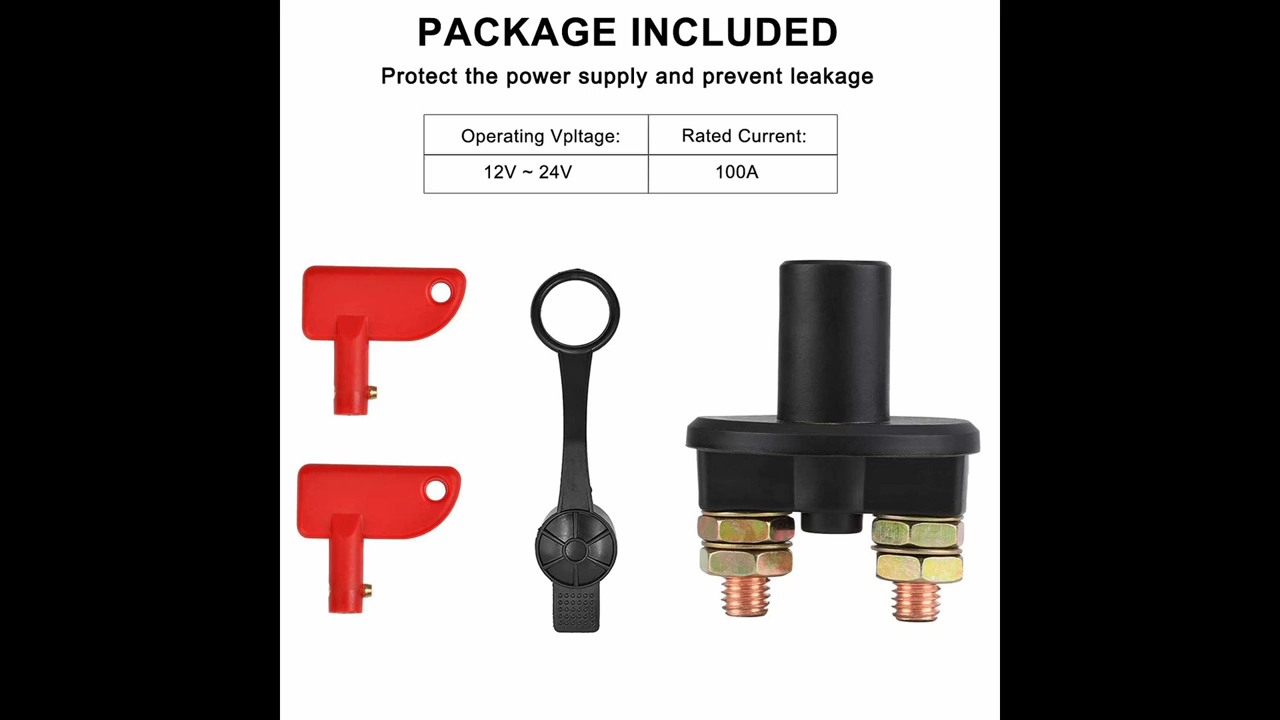 PACKAGE INCLUDED
Protect the power supply and prevent leakage
Operating Vpltage: Rated Current:
12V ~ 24V 100A